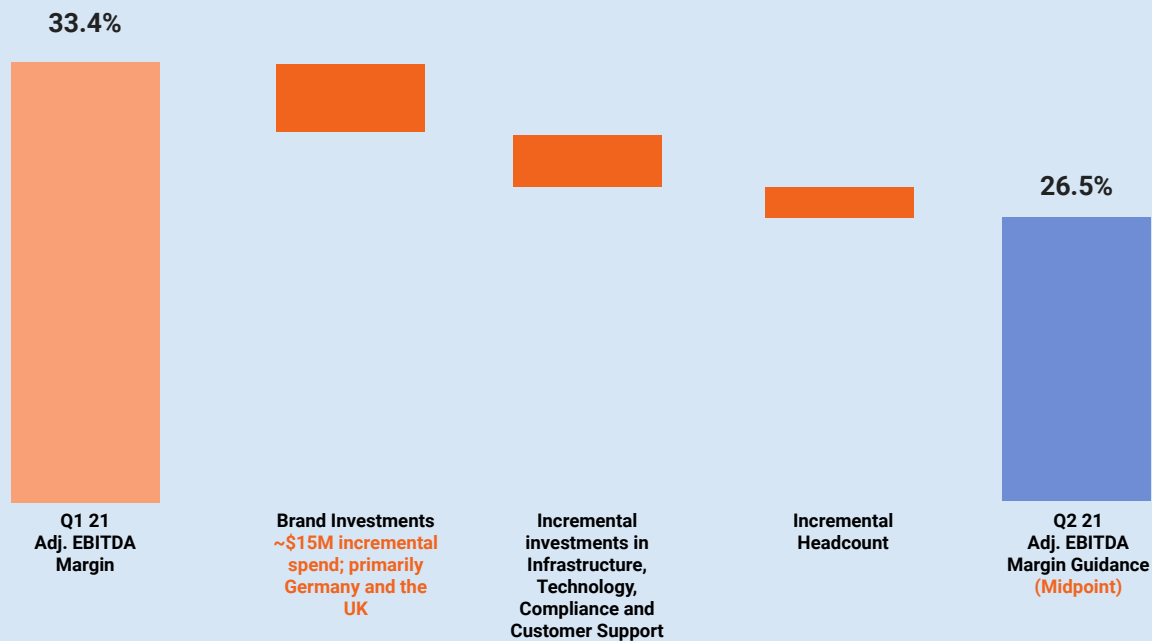 33.4%
26.5%
Q1 21
Adj. EBITDA
Margin
Brand Investments
~$15M incremental
spend; primarily
Germany and the
UK
Incremental
investments in
Infrastructure,
Technology,
Compliance and
Customer Support
Incremental
Headcount
Q2 21
Adj. EBITDA
Margin Guidance
(Midpoint)